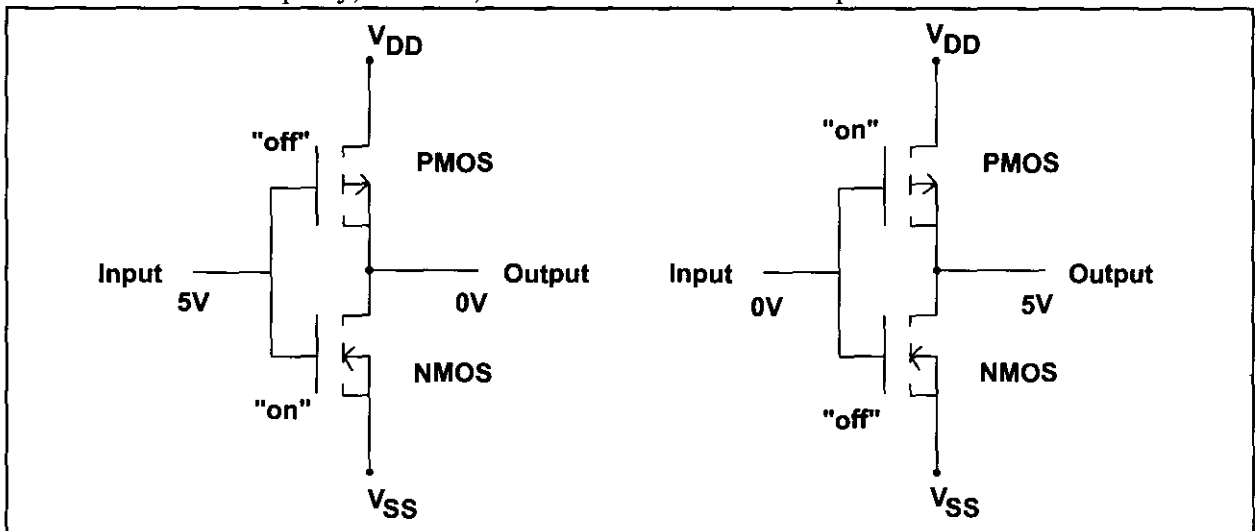 V_DD
"off"
PMOS
Input
5V
0V
Output
NMOS
"on"
V_SS
V_DD
"on"
PMOS
Input
0V
5V
Output
NMOS
"off"
V_SS